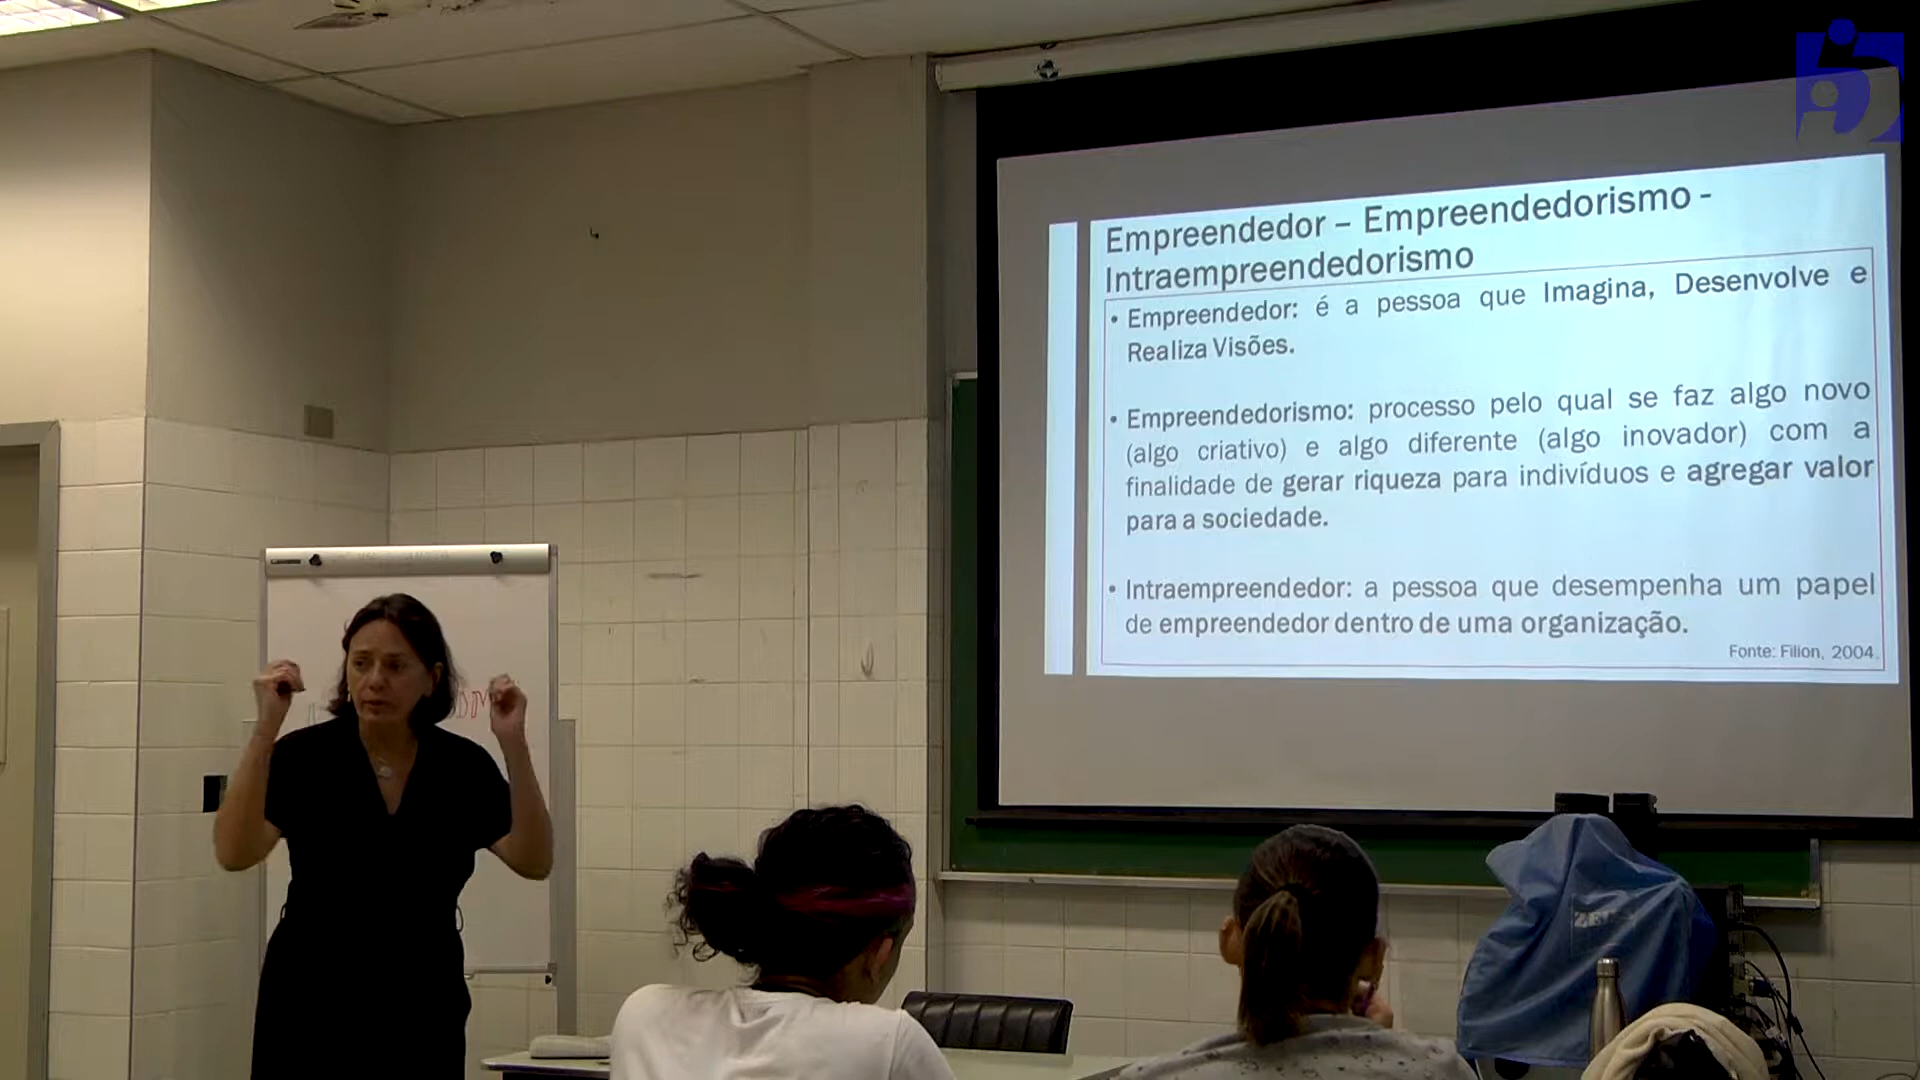 Empreendedor – Empreendedorismo -
Intraempreendedorismo
• Empreendedor: é a pessoa que Imagina, Desenvolve e
Realiza Visões.
• Empreendedorismo: processo pelo qual se faz algo novo
(algo criativo) e algo diferente (algo inovador) com a
finalidade de gerar riqueza para indivíduos e agregar valor
para a sociedade.
• Intraempreendedor: a pessoa que desempenha um papel
de empreendedor dentro de uma organização.
Fonte: Filion, 2004.